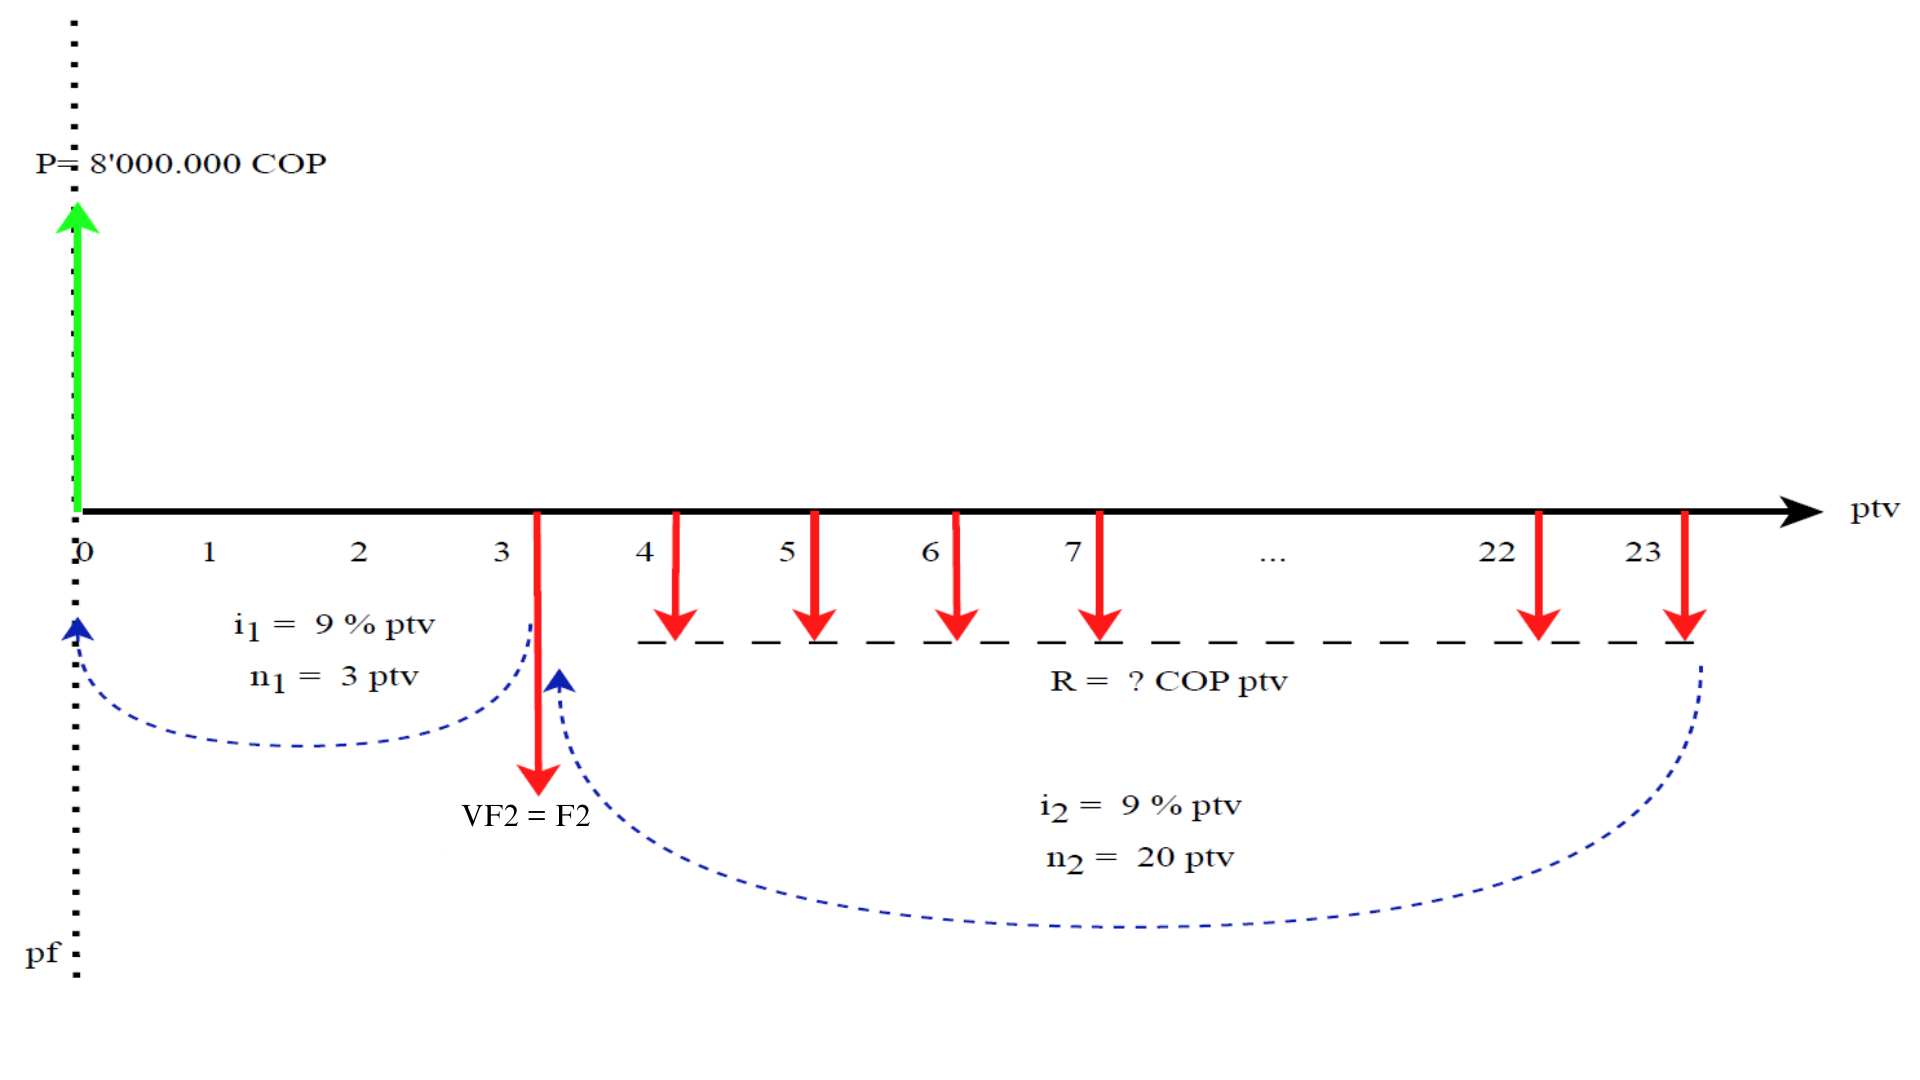 P= 8'000.000 COP
ptv
0 1 2 3 4 5 6 7 ... 22 23
i1 = 9 % ptv
n1 = 3 ptv
R = ? COP ptv
VF2 = F2
i2 = 9 % ptv
n2 = 20 ptv
pf